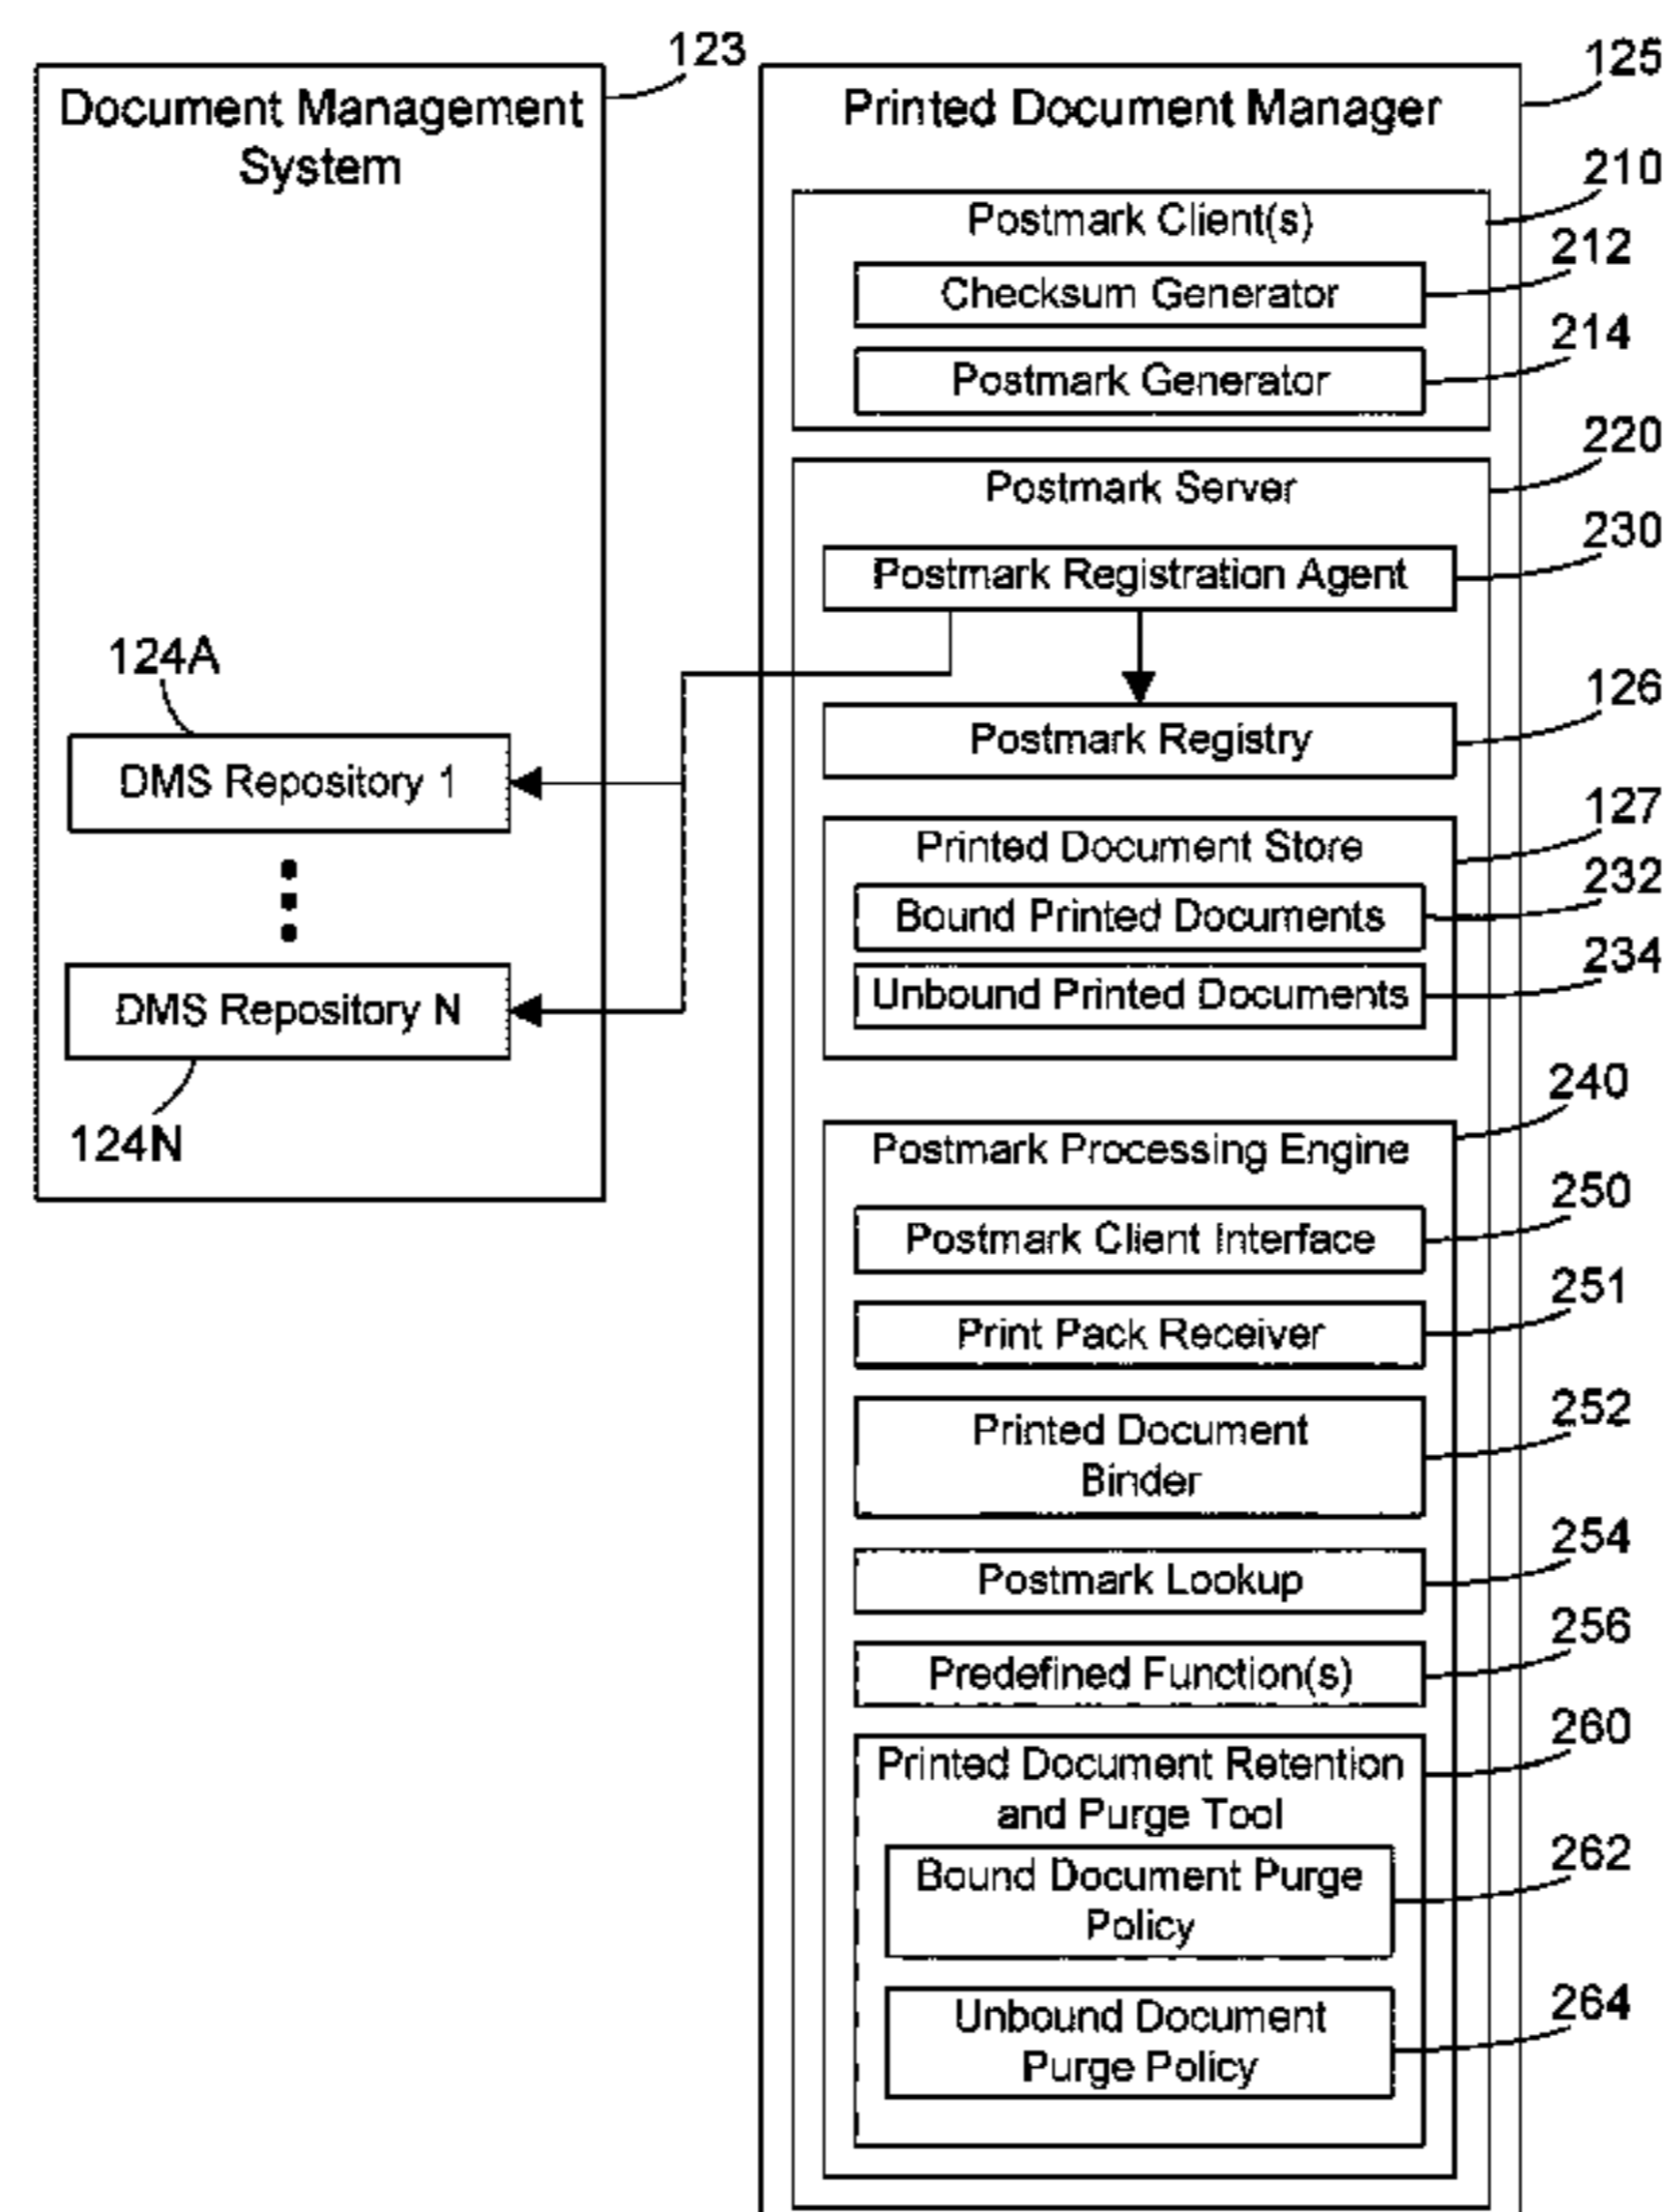 123
Document Management
System
124A
DMS Repository 1
DMS Repository N
124N
125
Printed Document Manager
210
Postmark Client(s)
212
Checksum Generator
214
Postmark Generator
220
Postmark Server
230
Postmark Registration Agent
126
Postmark Registry
127
Printed Document Store
232
Bound Printed Documents
234
Unbound Printed Documents
240
Postmark Processing Engine
250
Postmark Client Interface
251
Print Pack Receiver
252
Printed Document
Binder
254
Postmark Lookup
256
Predefined Function(s)
260
Printed Document Retention
and Purge Tool
262
Bound Document Purge
Policy
264
Unbound Document
Purge Policy